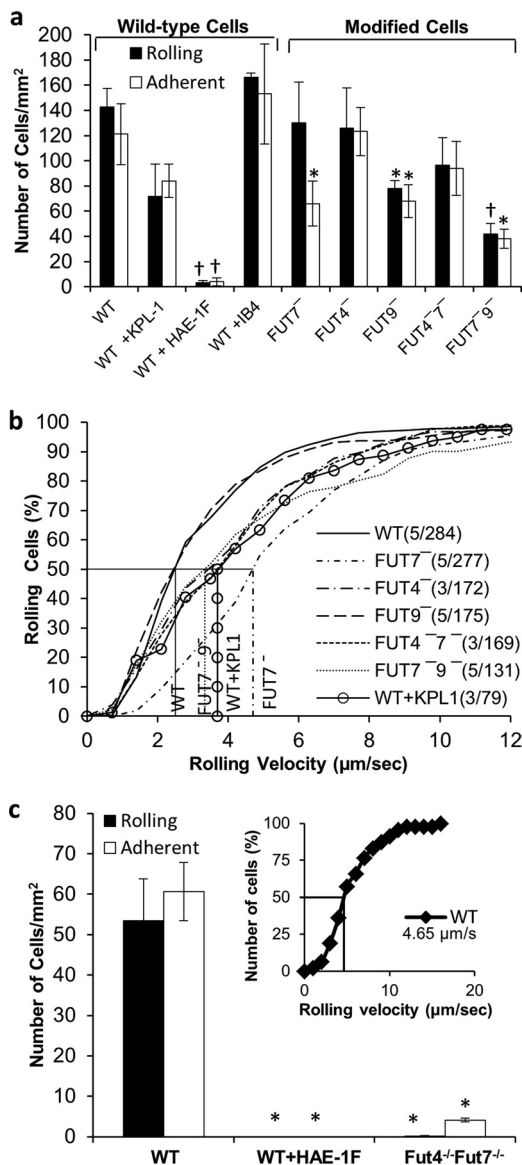 a
Wild-type Cells
Modified Cells
Rolling
Adherent
Number of Cells/mm²
200
180
160
140
120
100
80
60
40
20
0
† †
*
* *
†
*
WT
WT +KPL-1
WT + HAE-1F
WT +IB4
FUT7⁻
FUT4⁻
FUT9⁻
FUT4⁻7⁻
FUT7⁻9⁻
b
Rolling Cells (%)
100
90
80
70
60
50
40
30
20
10
0
WT
FUT7⁻9⁻
WT+KPL1
FUT7⁻
WT(5/284)
FUT7⁻(5/277)
FUT4⁻(3/172)
FUT9⁻(5/175)
FUT4⁻7⁻(3/169)
FUT7⁻9⁻(5/131)
WT+KPL1(3/79)
0 2 4 6 8 10 12
Rolling Velocity (µm/sec)
c
Rolling
Adherent
Number of Cells/mm²
80
70
60
50
40
30
20
10
0
Number of cells (%)
100
75
50
25
0
WT
4.65 µm/s
0 10 20
Rolling velocity (µm/sec)
* *
* *
WT
WT+HAE-1F
Fut4⁻/⁻Fut7⁻/⁻